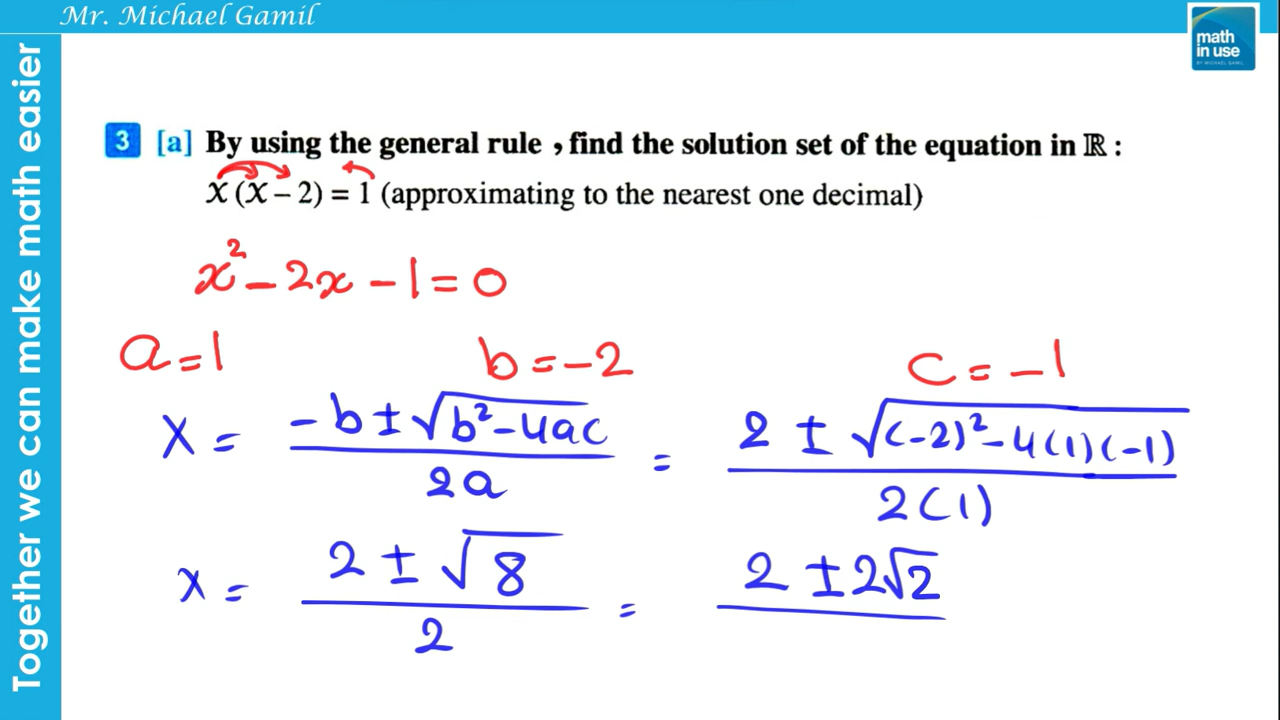 Mr. Michael Gamil
math
in use
BY MICHAEL GAMIL
Together we can make math easier
3 [a] By using the general rule , find the solution set of the equation in ℝ :
x (x – 2) = 1 (approximating to the nearest one decimal)
x² – 2x – 1 = 0
a = 1 b = –2 c = –1
x = (–b ± √(b² – 4ac)) / 2a = (2 ± √((–2)² – 4(1)(–1))) / 2(1)
x = (2 ± √8) / 2 = 2 ± 2√2